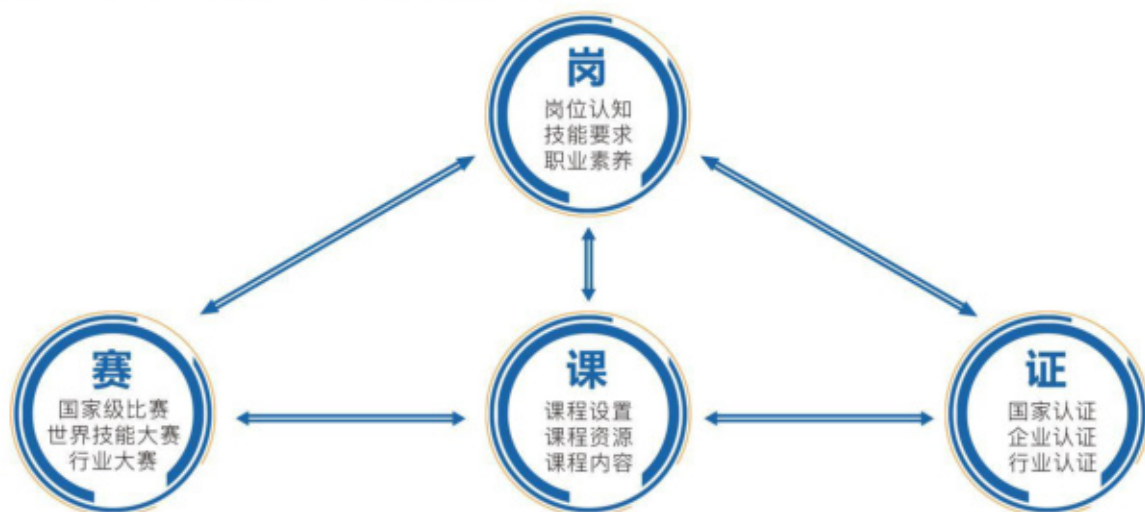 岗
岗位认知
技能要求
职业素养
赛
国家级比赛
世界技能大赛
行业大赛
课
课程设置
课程资源
课程内容
证
国家认证
企业认证
行业认证